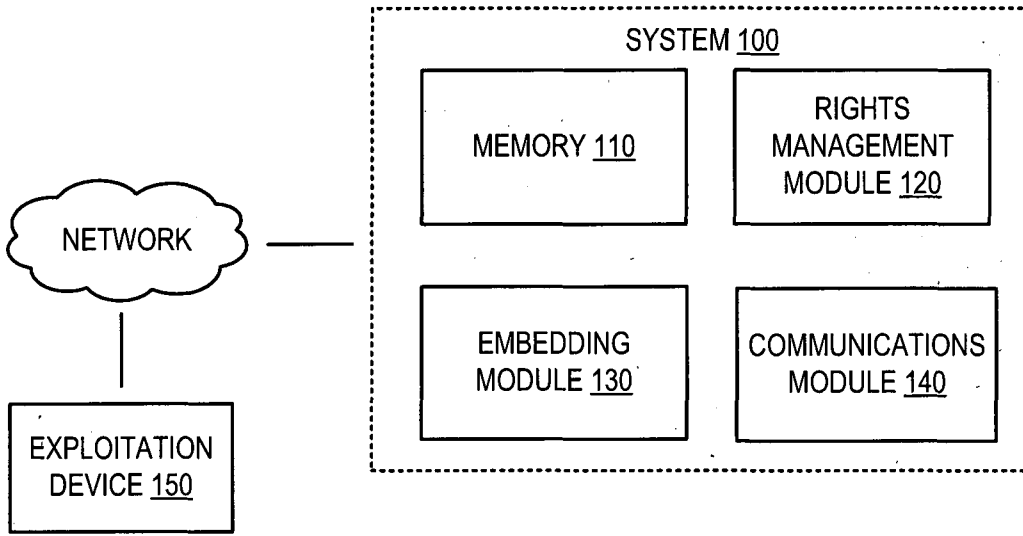 SYSTEM 100
MEMORY 110
RIGHTS
MANAGEMENT
MODULE 120
NETWORK
EMBEDDING
MODULE 130
COMMUNICATIONS
MODULE 140
EXPLOITATION
DEVICE 150